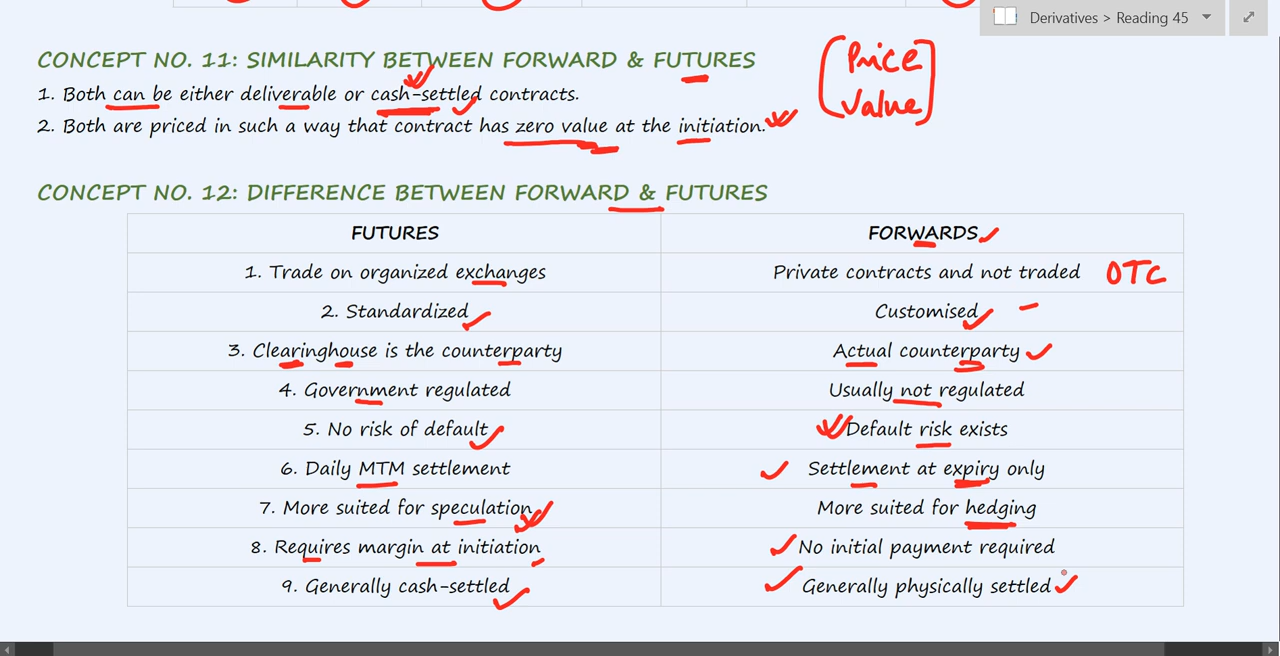 Derivatives > Reading 45
CONCEPT NO. 11: SIMILARITY BETWEEN FORWARD & FUTURES
1. Both can be either deliverable or cash-settled contracts.
2. Both are priced in such a way that contract has zero value at the initiation.
Price
Value
CONCEPT NO. 12: DIFFERENCE BETWEEN FORWARD & FUTURES
FUTURES FORWARDS
1. Trade on organized exchanges Private contracts and not traded OTC
2. Standardized Customised
3. Clearinghouse is the counterparty Actual counterparty
4. Government regulated Usually not regulated
5. No risk of default Default risk exists
6. Daily MTM settlement Settlement at expiry only
7. More suited for speculation More suited for hedging
8. Requires margin at initiation No initial payment required
9. Generally cash-settled Generally physically settled